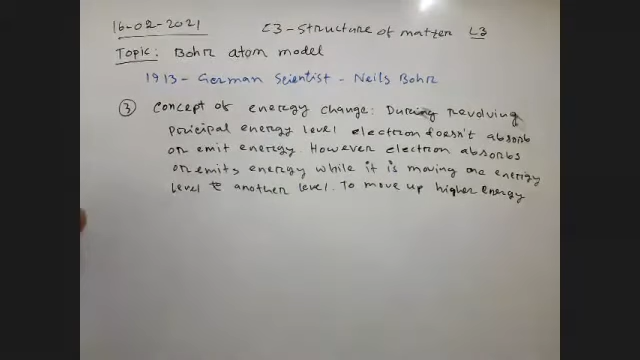 16-02-2021 C3-Structure of matter L3
Topic: Bohr atom model
1913 - German Scientist - Neils Bohr
③ Concept of energy change: During revolving
pricipal energy level electron doesn't absorb
or emit energy. However electron absorbs
or emits energy while it is moving one energy
level to another level. To move up higher energy